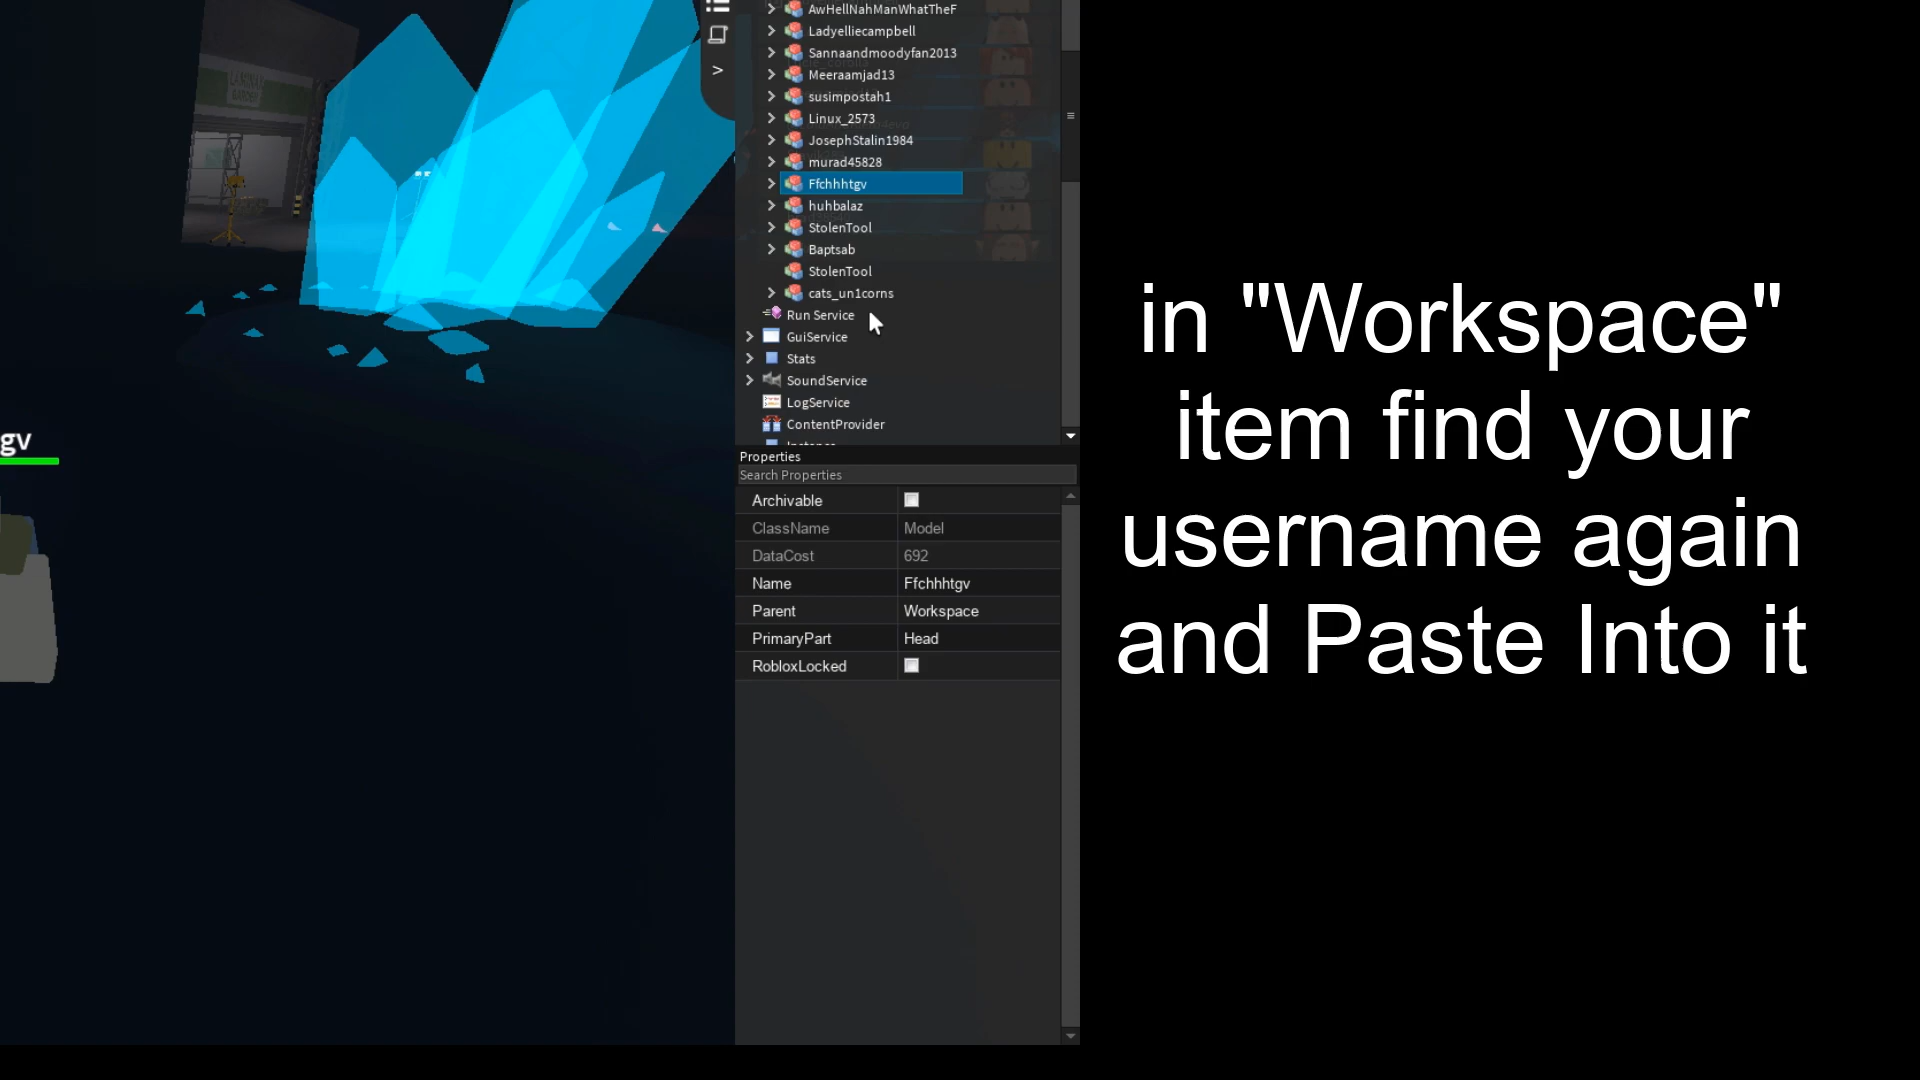 AwHellNahManWhatTheF
Ladyelliecampbell
Sannaandmoodyfan2013
Meeraamjad13
susimpostah1
Linux_2573
JosephStalin1984
murad45828
Ffchhhtgv
huhbalaz
StolenTool
Baptsab
StolenTool
cats_un1corns
Run Service
GuiService
Stats
SoundService
LogService
ContentProvider
Properties
Search Properties
Archivable
ClassName Model
DataCost 692
Name Ffchhhtgv
Parent Workspace
PrimaryPart Head
RobloxLocked
gv
GARDEN
in "Workspace"
item find your
username again
and Paste Into it